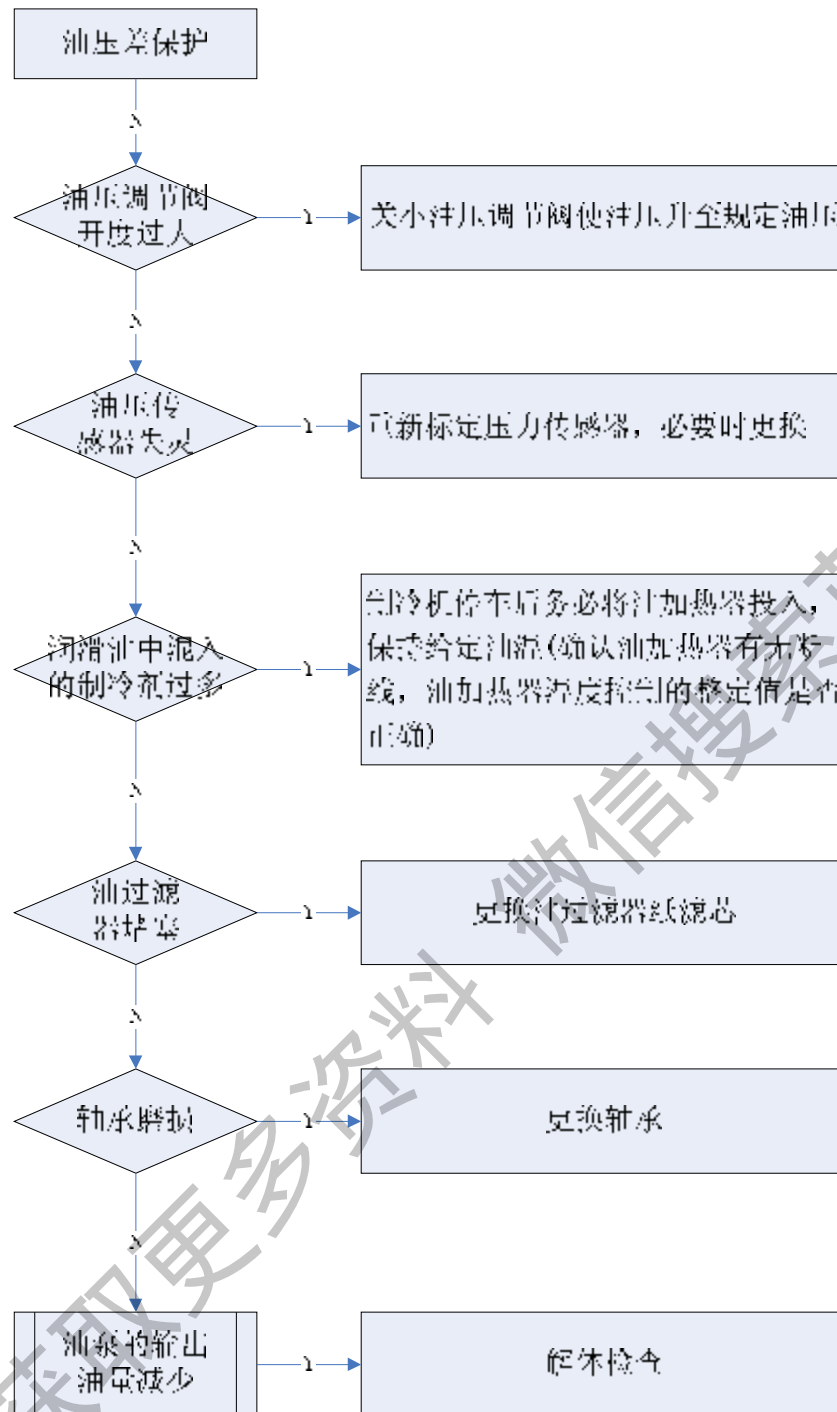 油压差保护
N
油压调节阀
开度过大
Y
关小油压调节阀使油压升至规定油压
N
油压传
感器失灵
Y
重新标定压力传感器，必要时更换
N
润滑油中混入
的制冷剂过多
Y
制冷机停车后务必将油加热器投入，
保持给定油温(确认油加热器有无断
线，油加热器温度控制的整定值是否
正确)
N
油过滤
器堵塞
Y
更换油过滤器纸滤芯
N
轴承磨损
Y
更换轴承
N
油泵的输出
油量减少
Y
解体检查
获取更多资料 微信搜索